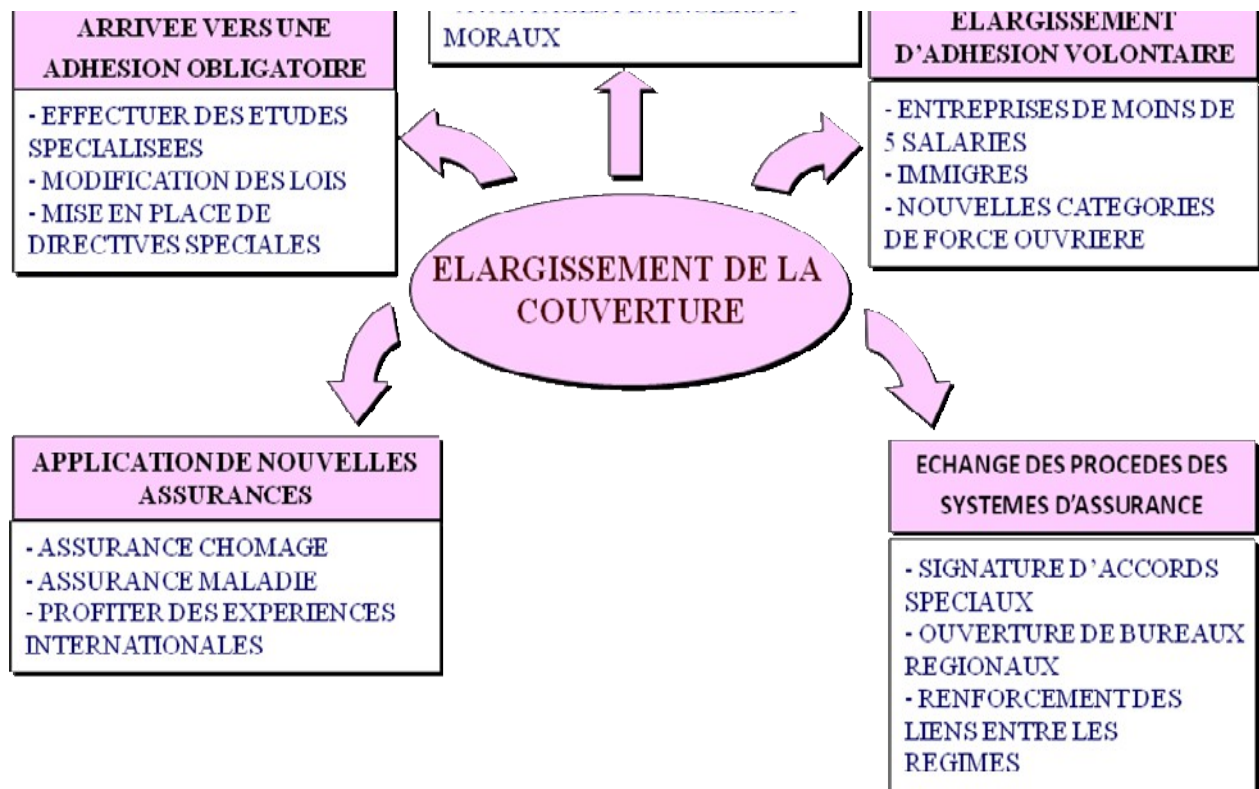 ARRIVEE VERS UNE
ADHESION OBLIGATOIRE
- EFFECTUER DES ETUDES
SPECIALISEES
- MODIFICATION DES LOIS
- MISE EN PLACE DE
DIRECTIVES SPECIALES
MORAUX
ELARGISSEMENT
D'ADHESION VOLONTAIRE
- ENTREPRISES DE MOINS DE
5 SALARIES
- IMMIGRES
- NOUVELLES CATEGORIES
DE FORCE OUVRIERE
ELARGISSEMENT DE LA
COUVERTURE
APPLICATION DE NOUVELLES
ASSURANCES
- ASSURANCE CHOMAGE
- ASSURANCE MALADIE
- PROFITER DES EXPERIENCES
INTERNATIONALES
ECHANGE DES PROCEDES DES
SYSTEMES D'ASSURANCE
- SIGNATURE D'ACCORDS
SPECIAUX
- OUVERTURE DE BUREAUX
REGIONAUX
- RENFORCEMENT DES
LIENS ENTRE LES
REGIMES